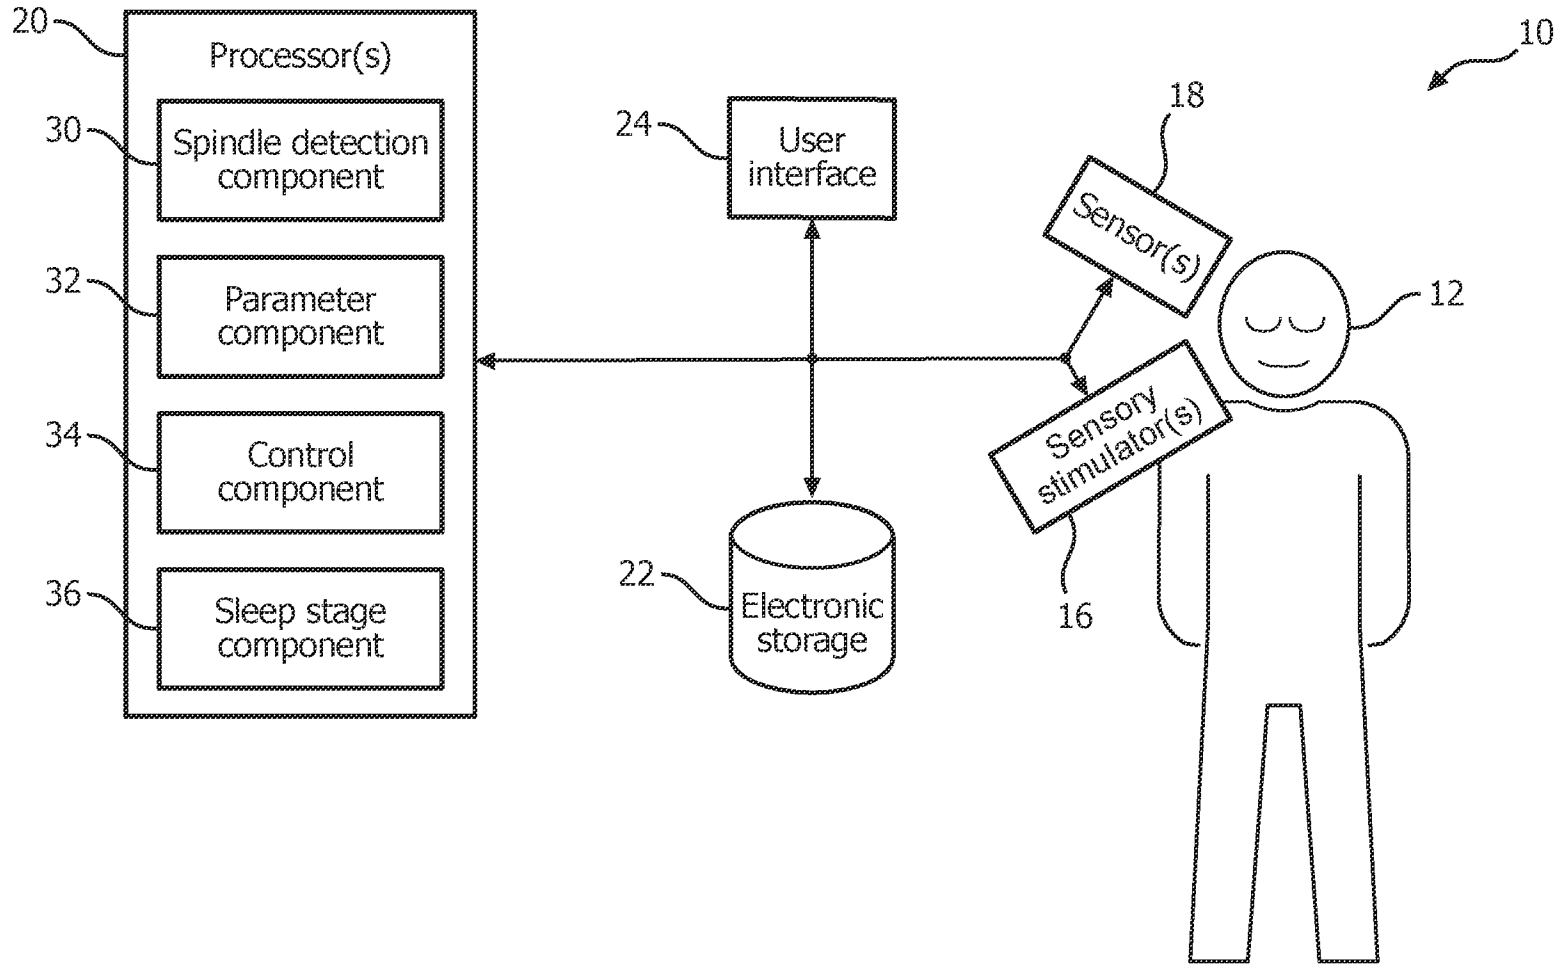 20
Processor(s)
30
Spindle detection
component
32
Parameter
component
34
Control
component
36
Sleep stage
component
24
User
interface
22
Electronic
storage
10
18
Sensor(s)
12
Sensory
stimulator(s)
16